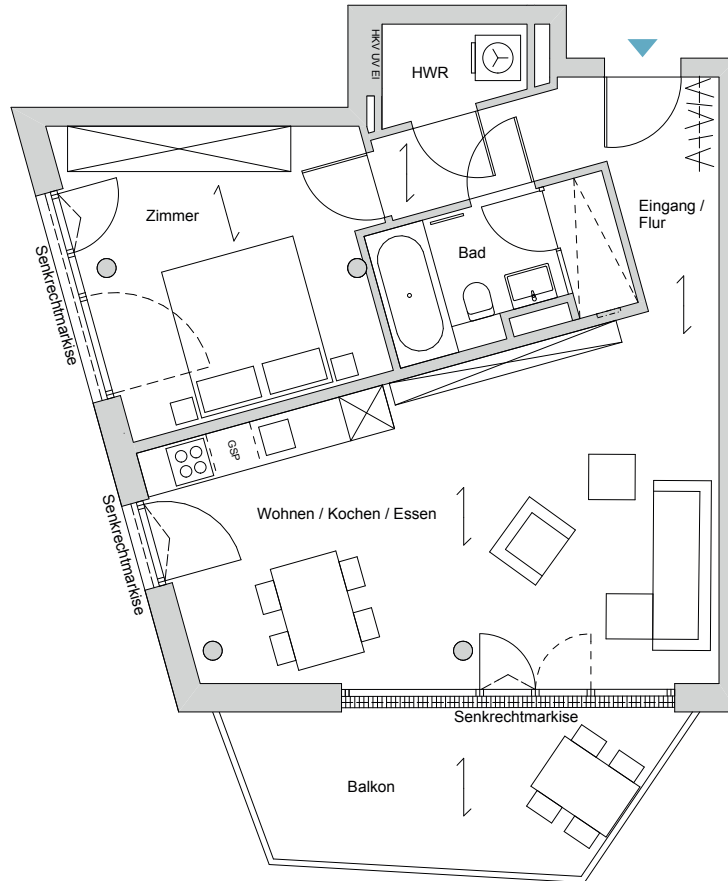 HKV UV EI
HWR
Zimmer
Eingang /
Flur
Bad
Senkrechtmarkise
GSP
Wohnen / Kochen / Essen
Senkrechtmarkise
Senkrechtmarkise
Balkon